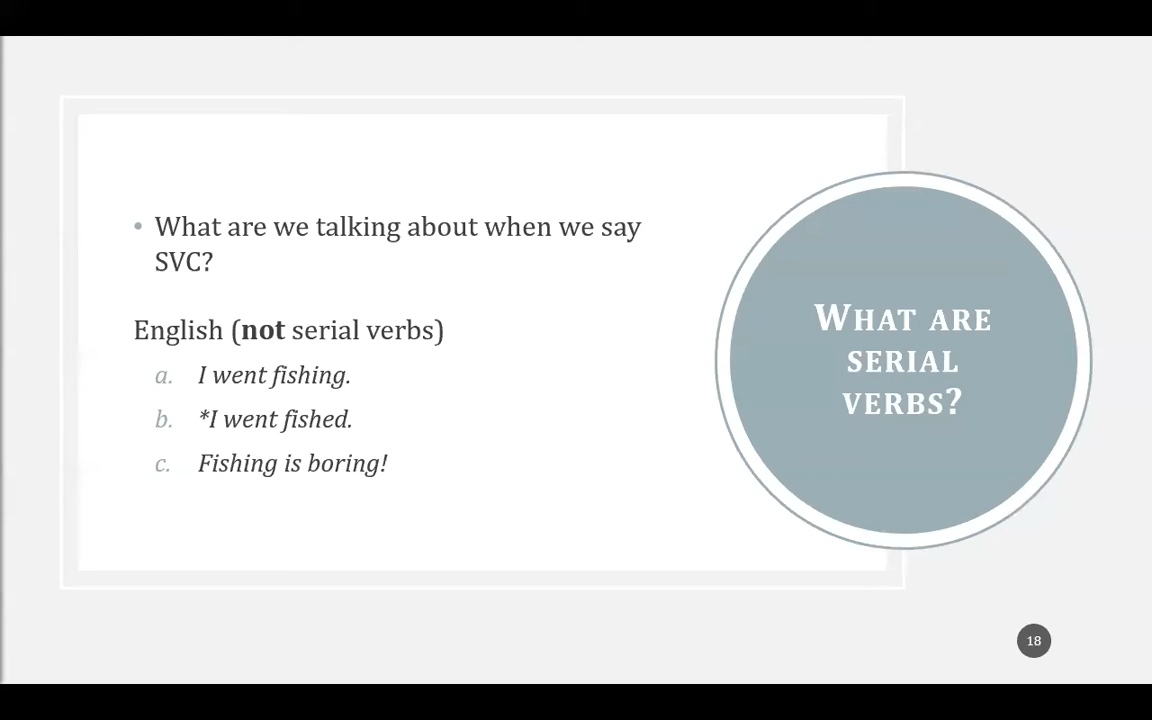 • What are we talking about when we say
SVC?
English (not serial verbs)
a. I went fishing.
b. *I went fished.
c. Fishing is boring!
WHAT ARE
SERIAL
VERBS?
18